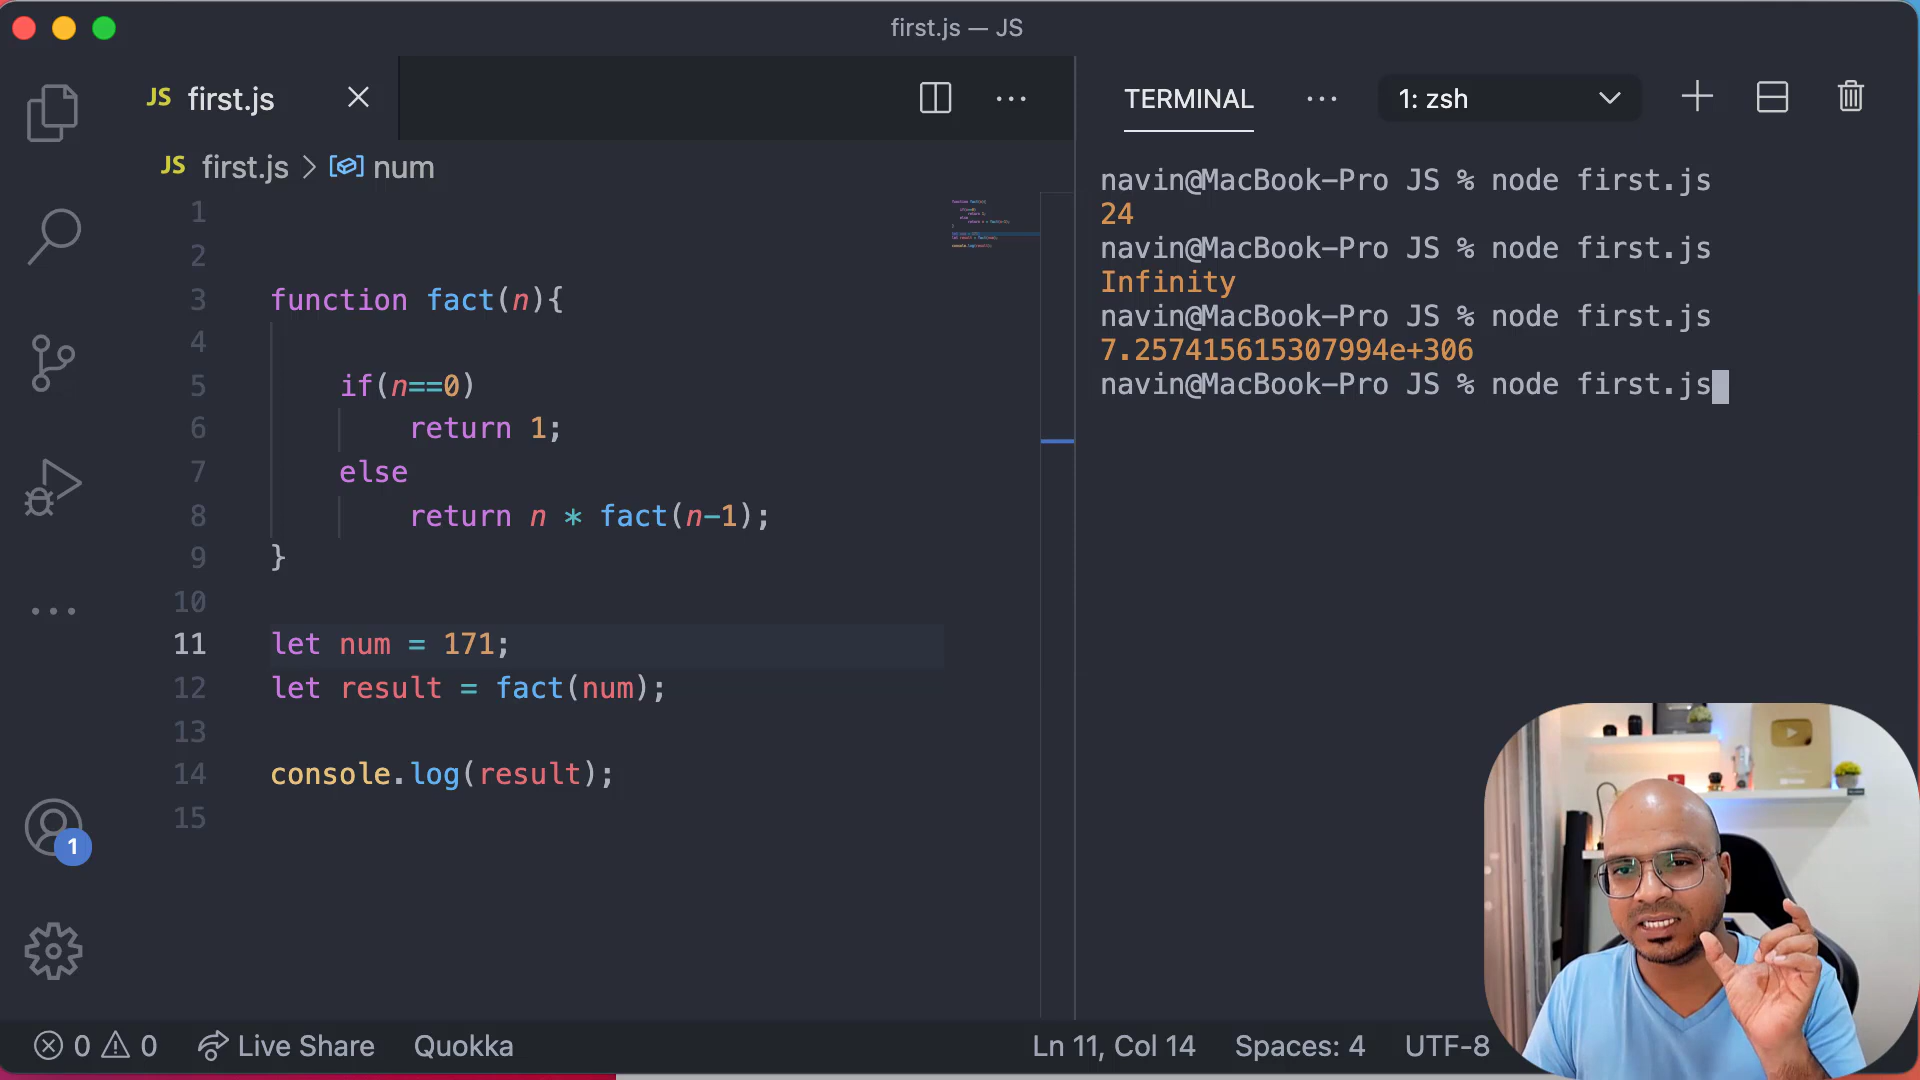 first.js — JS
JS first.js
JS first.js > num
1
2
3 function fact(n){
4
5 if(n==0)
6 return 1;
7 else
8 return n * fact(n-1);
9 }
10
11 let num = 171;
12 let result = fact(num);
13
14 console.log(result);
15
TERMINAL
1: zsh
navin@MacBook-Pro JS % node first.js
24
navin@MacBook-Pro JS % node first.js
Infinity
navin@MacBook-Pro JS % node first.js
7.257415615307994e+306
navin@MacBook-Pro JS % node first.js
1
0 0 Live Share Quokka
Ln 11, Col 14 Spaces: 4 UTF-8